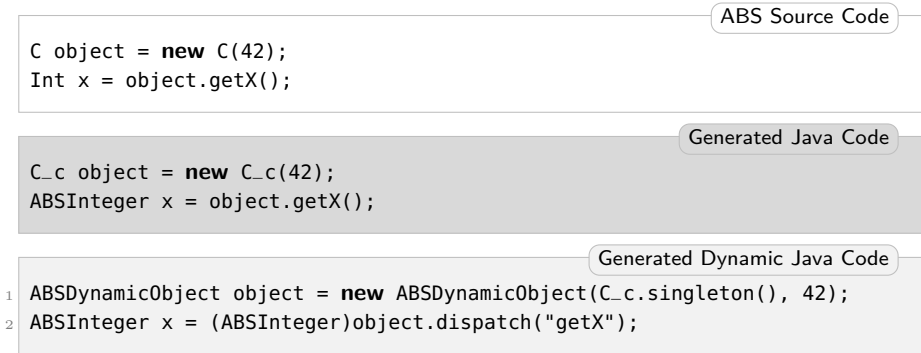 ABS Source Code
C object = new C(42);
Int x = object.getX();
Generated Java Code
C_c object = new C_c(42);
ABSInteger x = object.getX();
Generated Dynamic Java Code
1 ABSDynamicObject object = new ABSDynamicObject(C_c.singleton(), 42);
2 ABSInteger x = (ABSInteger)object.dispatch("getX");